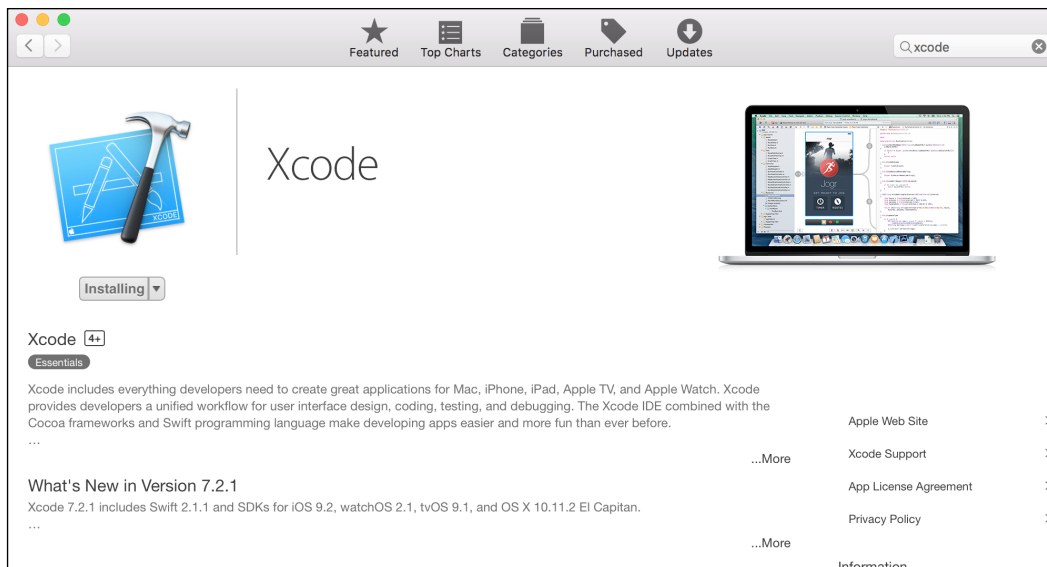 Featured Top Charts Categories Purchased Updates
xcode
XCODE
Xcode
Jogr
Installing
Xcode 4+
Essentials
Xcode includes everything developers need to create great applications for Mac, iPhone, iPad, Apple TV, and Apple Watch. Xcode
provides developers a unified workflow for user interface design, coding, testing, and debugging. The Xcode IDE combined with the
Cocoa frameworks and Swift programming language make developing apps easier and more fun than ever before.
...
...More
What's New in Version 7.2.1
Xcode 7.2.1 includes Swift 2.1.1 and SDKs for iOS 9.2, watchOS 2.1, tvOS 9.1, and OS X 10.11.2 El Capitan.
...
...More
Apple Web Site
Xcode Support
App License Agreement
Privacy Policy
Information